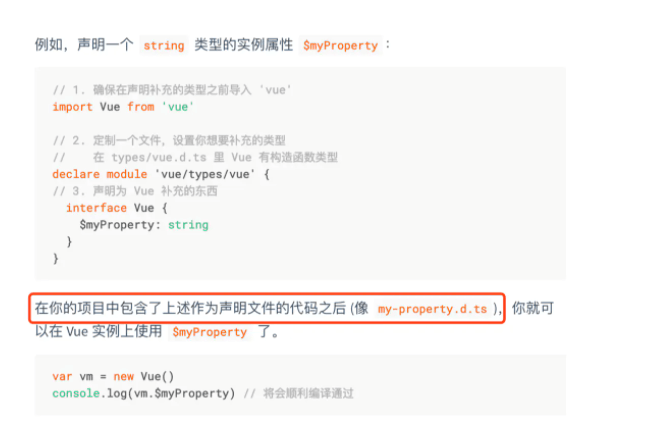 例如，声明一个 string 类型的实例属性 $myProperty：
// 1. 确保在声明补充的类型之前导入 'vue'
import Vue from 'vue'
// 2. 定制一个文件，设置你想要补充的类型
//    在 types/vue.d.ts 里 Vue 有构造函数类型
declare module 'vue/types/vue' {
// 3. 声明为 Vue 补充的东西
  interface Vue {
    $myProperty: string
  }
}
在你的项目中包含了上述作为声明文件的代码之后 (像 my-property.d.ts)，你就可
以在 Vue 实例上使用 $myProperty 了。
var vm = new Vue()
console.log(vm.$myProperty) // 将会顺利编译通过